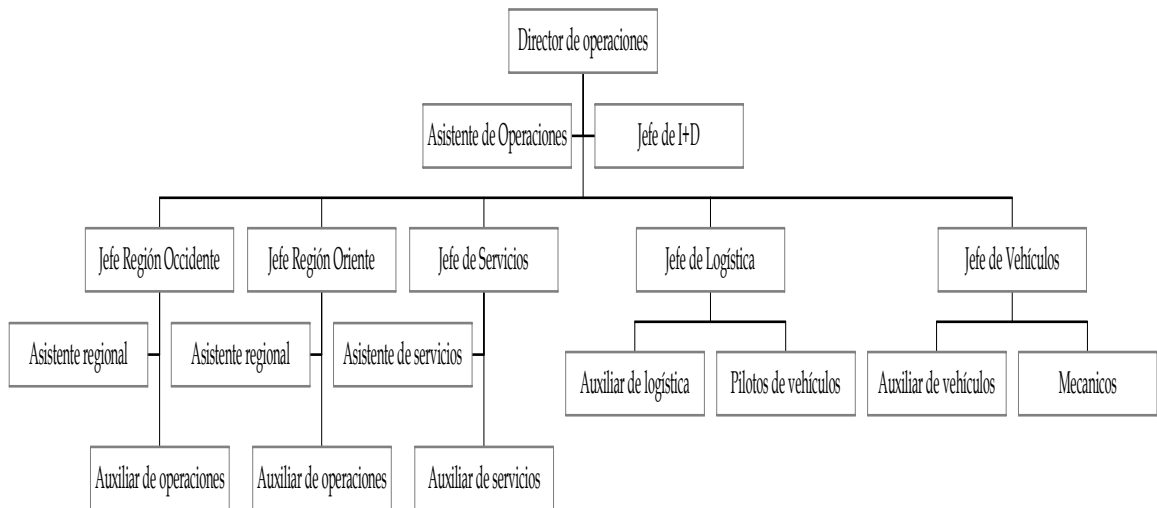 Director de operaciones
Asistente de Operaciones
Jefe de I+D
Jefe Región Occidente
Jefe Región Oriente
Jefe de Servicios
Jefe de Logística
Jefe de Vehículos
Asistente regional
Asistente regional
Asistente de servicios
Auxiliar de logística
Pilotos de vehículos
Auxiliar de vehículos
Mecanicos
Auxiliar de operaciones
Auxiliar de operaciones
Auxiliar de servicios